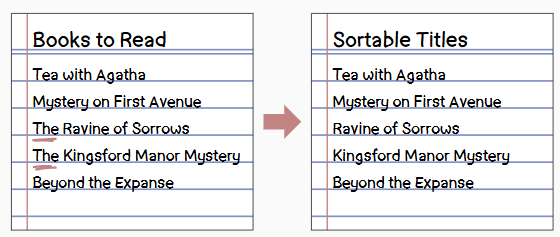 Books to Read
Tea with Agatha
Mystery on First Avenue
The Ravine of Sorrows
The Kingsford Manor Mystery
Beyond the Expanse
Sortable Titles
Tea with Agatha
Mystery on First Avenue
Ravine of Sorrows
Kingsford Manor Mystery
Beyond the Expanse